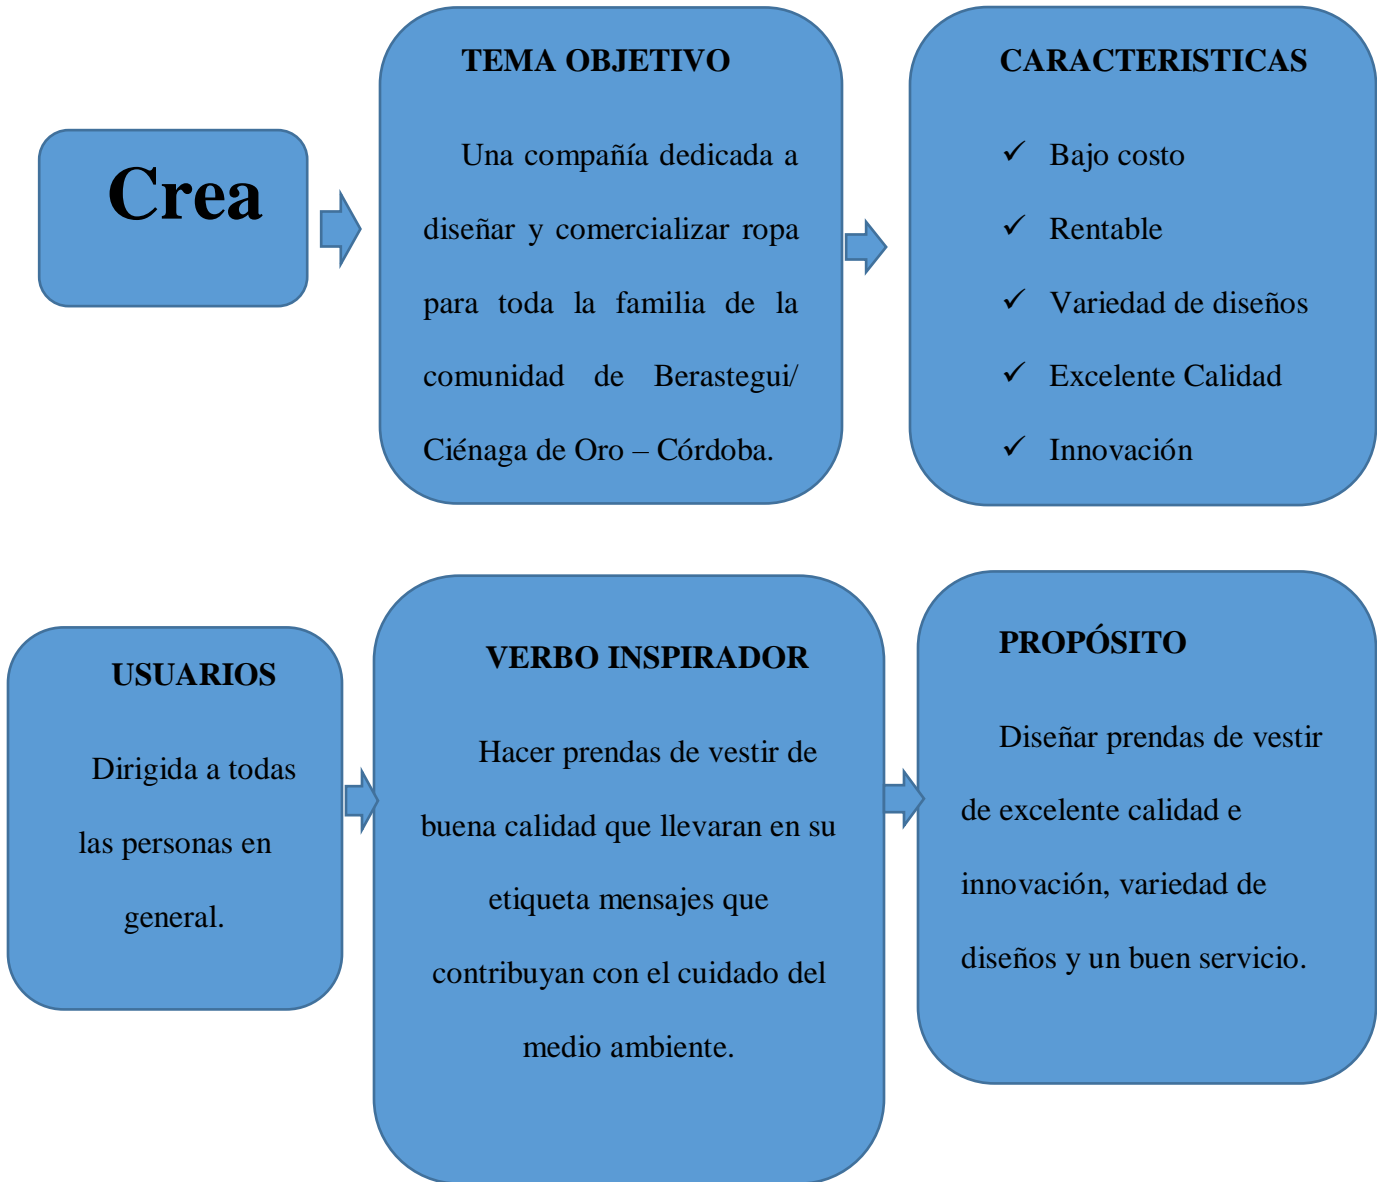 Crea
TEMA OBJETIVO
Una compañía dedicada a
diseñar y comercializar ropa
para toda la familia de la
comunidad de Berastegui/
Ciénaga de Oro – Córdoba.
CARACTERISTICAS
✓ Bajo costo
✓ Rentable
✓ Variedad de diseños
✓ Excelente Calidad
✓ Innovación
USUARIOS
Dirigida a todas
las personas en
general.
VERBO INSPIRADOR
Hacer prendas de vestir de
buena calidad que llevaran en su
etiqueta mensajes que
contribuyan con el cuidado del
medio ambiente.
PROPÓSITO
Diseñar prendas de vestir
de excelente calidad e
innovación, variedad de
diseños y un buen servicio.